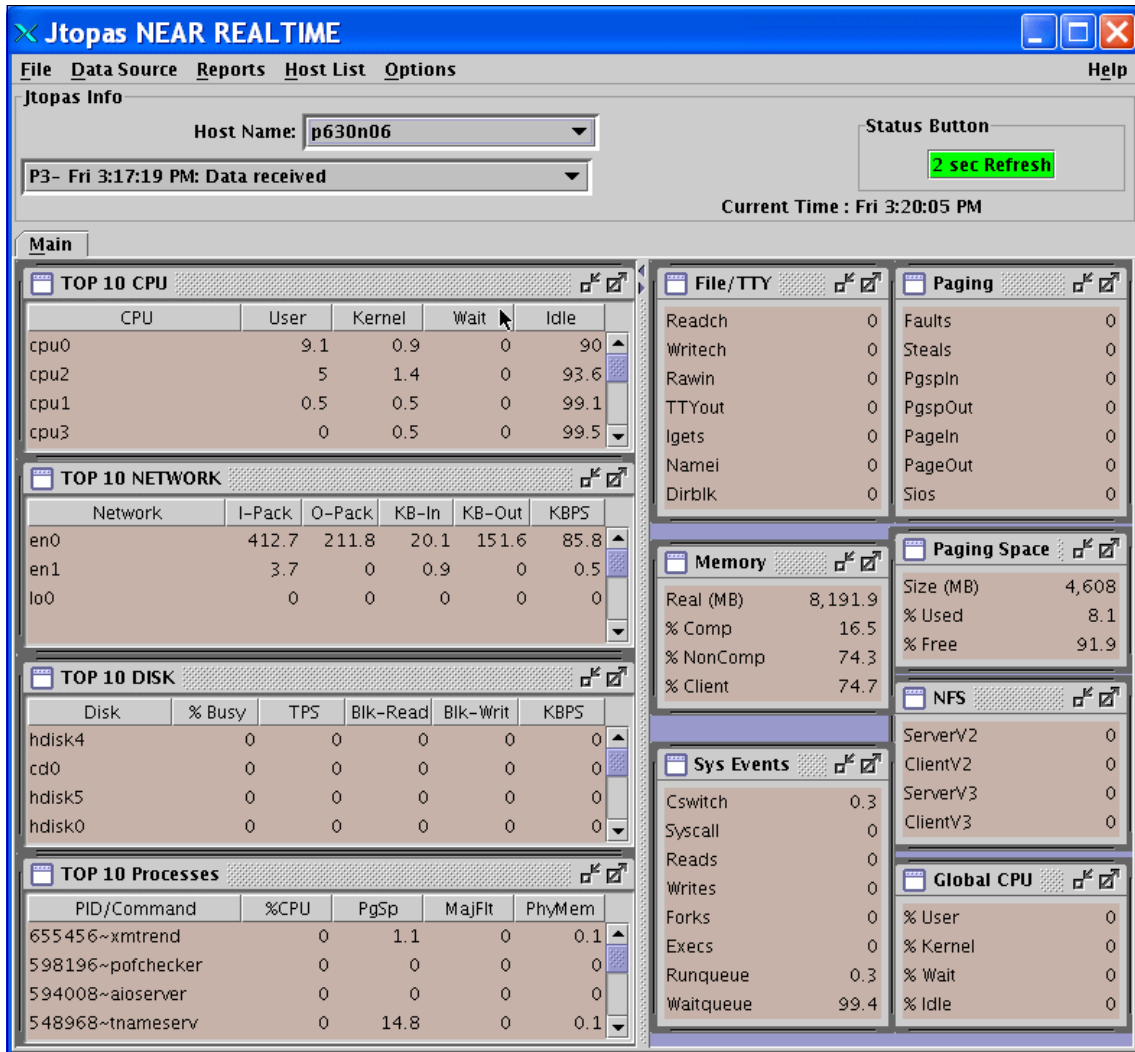 Jtopas NEAR REALTIME
File Data Source Reports Host List Options Help
Jtopas Info
Host Name: p630n06
Status Button
2 sec Refresh
P3- Fri 3:17:19 PM: Data received
Current Time : Fri 3:20:05 PM
Main
TOP 10 CPU
CPU User Kernel Wait Idle
cpu0 9.1 0.9 0 90
cpu2 5 1.4 0 93.6
cpu1 0.5 0.5 0 99.1
cpu3 0 0.5 0 99.5
TOP 10 NETWORK
Network I-Pack O-Pack KB-In KB-Out KBPS
en0 412.7 211.8 20.1 151.6 85.8
en1 3.7 0 0.9 0 0.5
lo0 0 0 0 0 0
TOP 10 DISK
Disk % Busy TPS Blk-Read Blk-Writ KBPS
hdisk4 0 0 0 0 0
cd0 0 0 0 0 0
hdisk5 0 0 0 0 0
hdisk0 0 0 0 0 0
TOP 10 Processes
PID/Command %CPU PgSp MajFlt PhyMem
655456~xmtrend 0 1.1 0 0.1
598196~pofchecker 0 0 0 0
594008~aioserver 0 0 0 0
548968~tnameserv 0 14.8 0 0.1
File/TTY
Readch 0
Writech 0
Rawin 0
TTYout 0
Igets 0
Namei 0
Dirblk 0
Memory
Real (MB) 8,191.9
% Comp 16.5
% NonComp 74.3
% Client 74.7
Sys Events
Cswitch 0.3
Syscall 0
Reads 0
Writes 0
Forks 0
Execs 0
Runqueue 0.3
Waitqueue 99.4
Paging
Faults 0
Steals 0
PgspIn 0
PgspOut 0
PageIn 0
PageOut 0
Sios 0
Paging Space
Size (MB) 4,608
% Used 8.1
% Free 91.9
NFS
ServerV2 0
ClientV2 0
ServerV3 0
ClientV3 0
Global CPU
% User 0
% Kernel 0
% Wait 0
% Idle 0